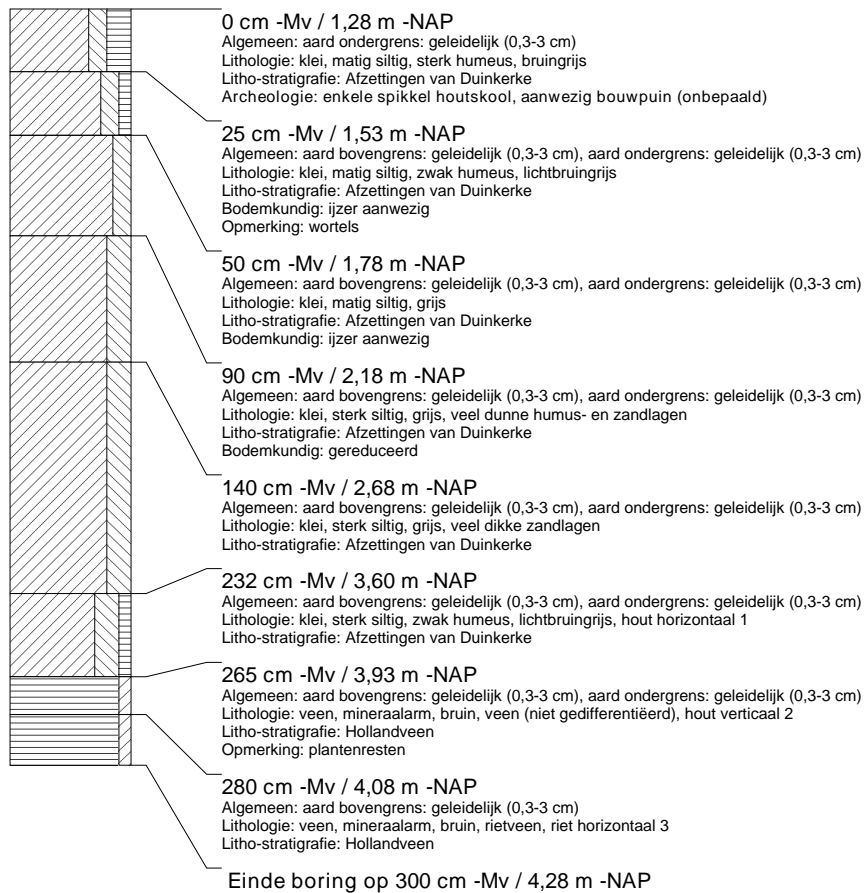 0 cm -Mv / 1,28 m -NAP
Algemeen: aard ondergrens: geleidelijk (0,3-3 cm)
Lithologie: klei, matig siltig, sterk humeus, bruingrijs
Litho-stratigrafie: Afzettingen van Duinkerke
Archeologie: enkele spikkel houtskool, aanwezig bouwpuin (onbepaald)
25 cm -Mv / 1,53 m -NAP
Algemeen: aard bovengrens: geleidelijk (0,3-3 cm), aard ondergrens: geleidelijk (0,3-3 cm)
Lithologie: klei, matig siltig, zwak humeus, lichtbruingrijs
Litho-stratigrafie: Afzettingen van Duinkerke
Bodemkundig: ijzer aanwezig
Opmerking: wortels
50 cm -Mv / 1,78 m -NAP
Algemeen: aard bovengrens: geleidelijk (0,3-3 cm), aard ondergrens: geleidelijk (0,3-3 cm)
Lithologie: klei, matig siltig, grijs
Litho-stratigrafie: Afzettingen van Duinkerke
Bodemkundig: ijzer aanwezig
90 cm -Mv / 2,18 m -NAP
Algemeen: aard bovengrens: geleidelijk (0,3-3 cm), aard ondergrens: geleidelijk (0,3-3 cm)
Lithologie: klei, sterk siltig, grijs, veel dunne humus- en zandlagen
Litho-stratigrafie: Afzettingen van Duinkerke
Bodemkundig: gereduceerd
140 cm -Mv / 2,68 m -NAP
Algemeen: aard bovengrens: geleidelijk (0,3-3 cm), aard ondergrens: geleidelijk (0,3-3 cm)
Lithologie: klei, sterk siltig, grijs, veel dikke zandlagen
Litho-stratigrafie: Afzettingen van Duinkerke
232 cm -Mv / 3,60 m -NAP
Algemeen: aard bovengrens: geleidelijk (0,3-3 cm), aard ondergrens: geleidelijk (0,3-3 cm)
Lithologie: klei, sterk siltig, zwak humeus, lichtbruingrijs, hout horizontaal 1
Litho-stratigrafie: Afzettingen van Duinkerke
265 cm -Mv / 3,93 m -NAP
Algemeen: aard bovengrens: geleidelijk (0,3-3 cm), aard ondergrens: geleidelijk (0,3-3 cm)
Lithologie: veen, mineraalarm, bruin, veen (niet gedifferentiëerd), hout verticaal 2
Litho-stratigrafie: Hollandveen
Opmerking: plantenresten
280 cm -Mv / 4,08 m -NAP
Algemeen: aard bovengrens: geleidelijk (0,3-3 cm)
Lithologie: veen, mineraalarm, bruin, rietveen, riet horizontaal 3
Litho-stratigrafie: Hollandveen
Einde boring op 300 cm -Mv / 4,28 m -NAP